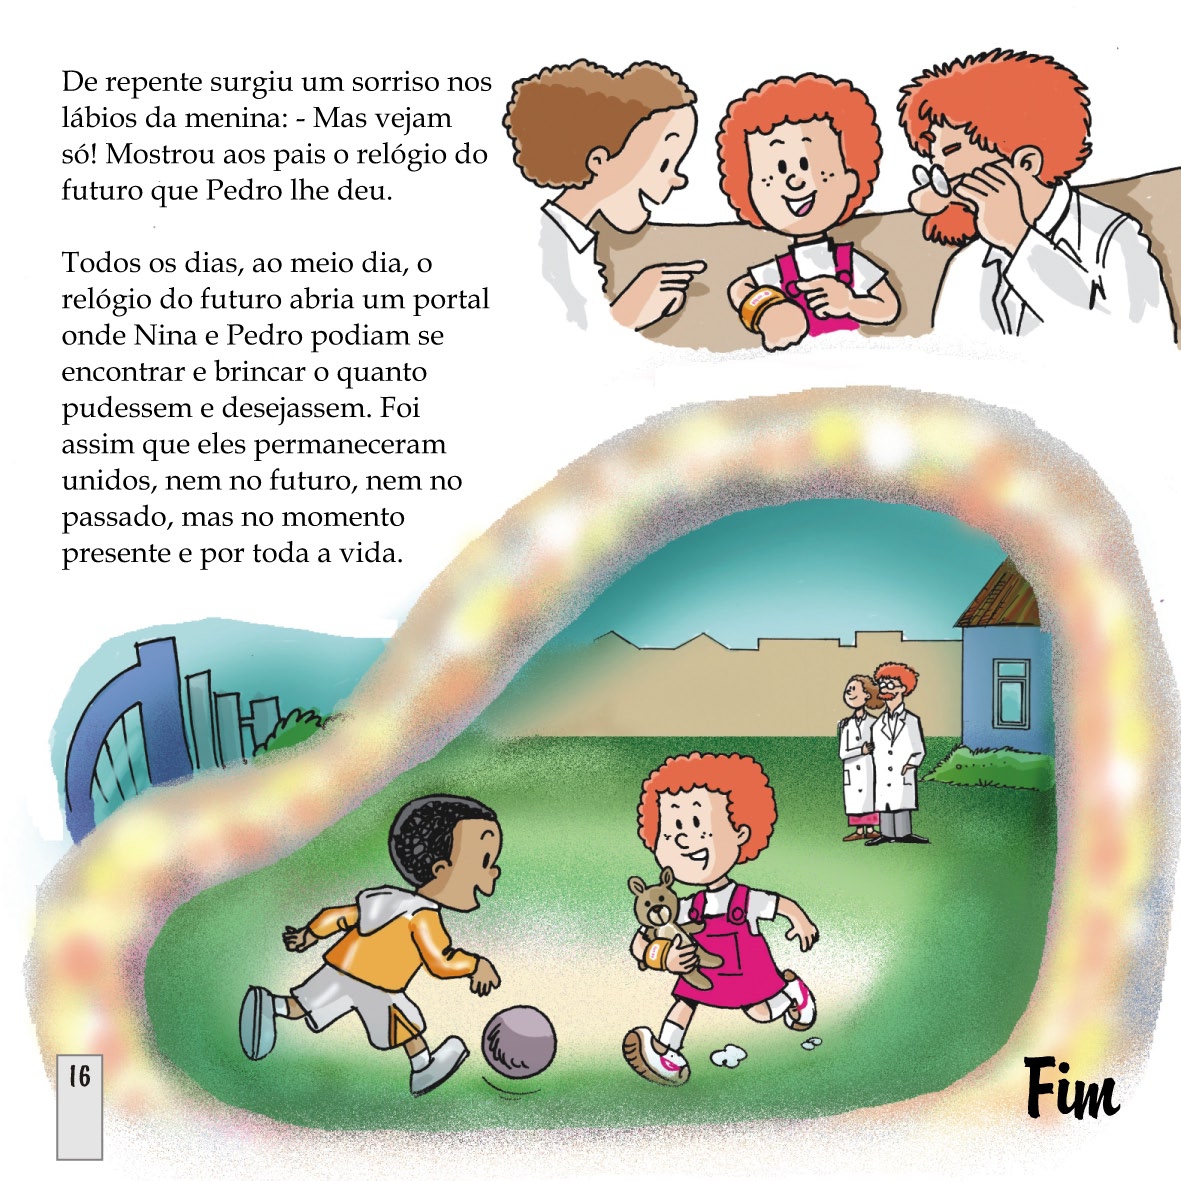 De repente surgiu um sorriso nos
lábios da menina: - Mas vejam
só! Mostrou aos pais o relógio do
futuro que Pedro lhe deu.
Todos os dias, ao meio dia, o
relógio do futuro abria um portal
onde Nina e Pedro podiam se
encontrar e brincar o quanto
pudessem e desejassem. Foi
assim que eles permaneceram
unidos, nem no futuro, nem no
passado, mas no momento
presente e por toda a vida.
16
Fim